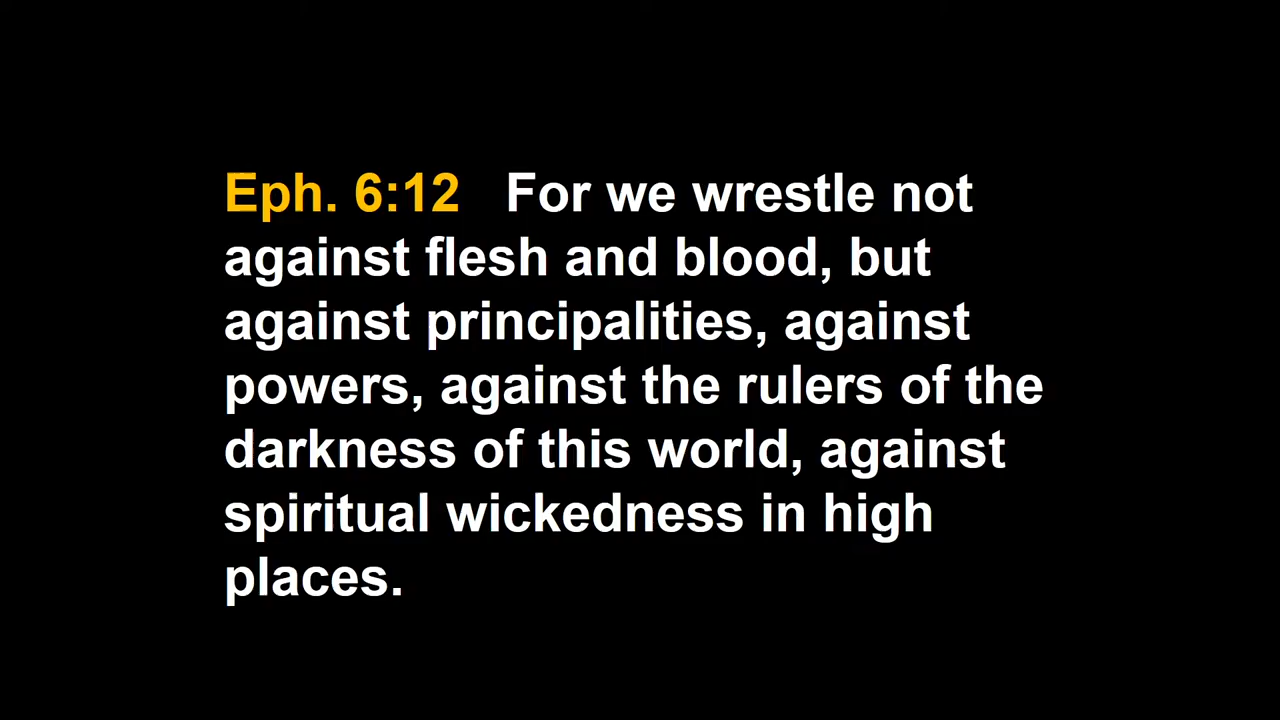 Eph. 6:12   For we wrestle not
against flesh and blood, but
against principalities, against
powers, against the rulers of the
darkness of this world, against
spiritual wickedness in high
places.